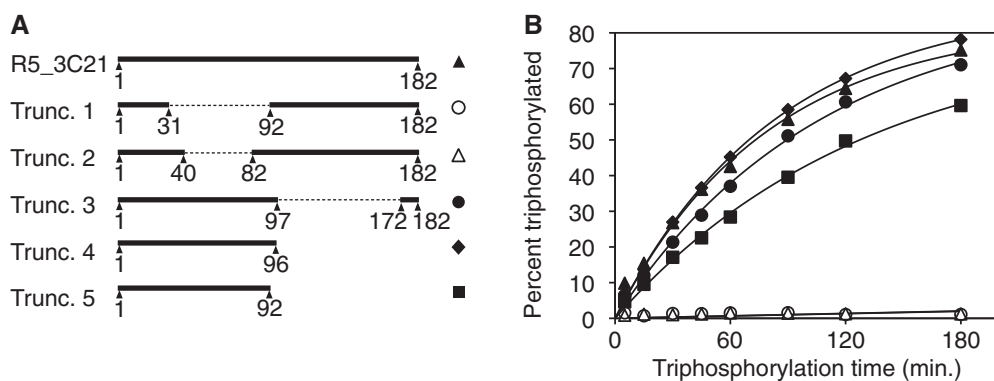 A
R5_3C21
1 182
Trunc. 1
1 31 92 182
Trunc. 2
1 40 82 182
Trunc. 3
1 97 172 182
Trunc. 4
1 96
Trunc. 5
1 92
B
Percent triphosphorylated
80
70
60
50
40
30
20
10
0
0 60 120 180
Triphosphorylation time (min.)